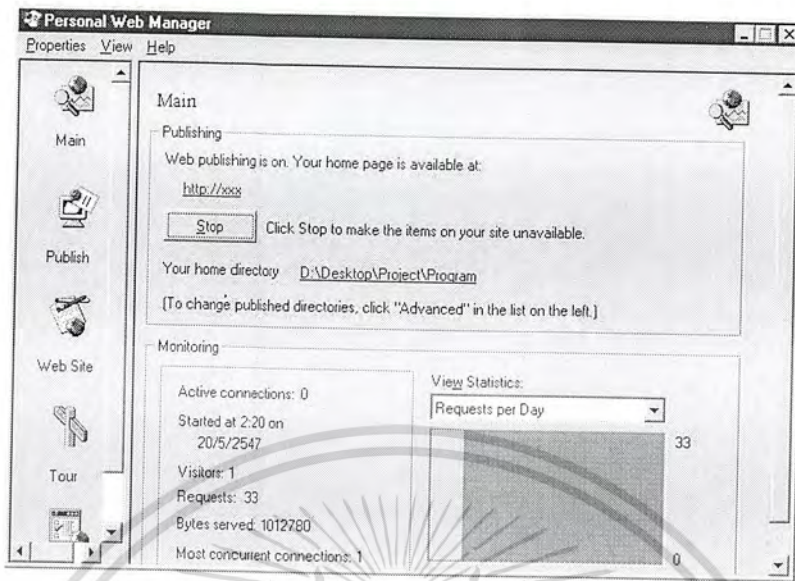 Personal Web Manager
Properties View Help
Main
Publish
Web Site
Tour
Main
Publishing
Web publishing is on. Your home page is available at:
http://xxx
Stop
Click Stop to make the items on your site unavailable.
Your home directory D:\Desktop\Project\Program
(To change published directories, click "Advanced" in the list on the left.)
Monitoring
Active connections: 0
Started at 2:20 on
20/5/2547
Visitors: 1
Requests: 33
Bytes served: 1012780
Most concurrent connections: 1
View Statistics:
Requests per Day
33
0